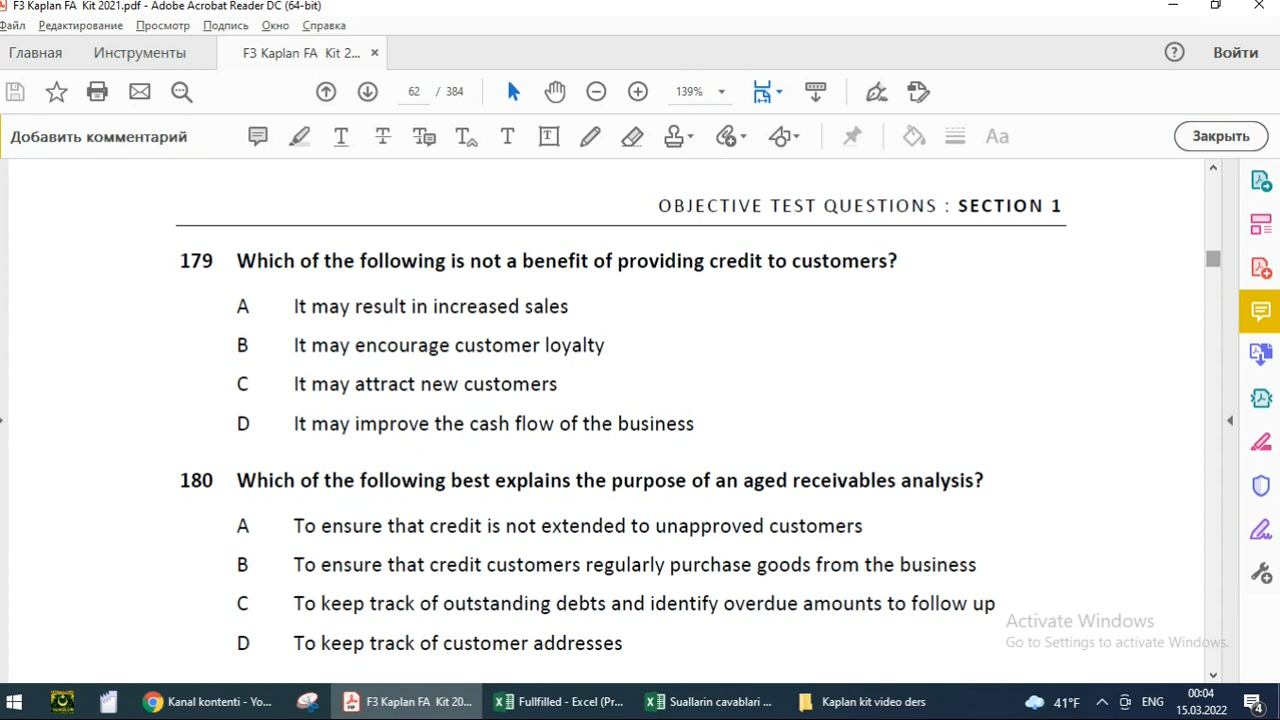 F3 Kaplan FA Kit 2021.pdf - Adobe Acrobat Reader DC (64-bit)
Файл Редактирование Просмотр Подпись Окно Справка
Главная Инструменты F3 Kaplan FA Kit 2... × Войти
62 / 384 139%
Добавить комментарий Aa Закрыть
OBJECTIVE TEST QUESTIONS : SECTION 1
179 Which of the following is not a benefit of providing credit to customers?
A It may result in increased sales
B It may encourage customer loyalty
C It may attract new customers
D It may improve the cash flow of the business
180 Which of the following best explains the purpose of an aged receivables analysis?
A To ensure that credit is not extended to unapproved customers
B To ensure that credit customers regularly purchase goods from the business
C To keep track of outstanding debts and identify overdue amounts to follow up
D To keep track of customer addresses
Activate Windows
Go to Settings to activate Windows.
Kanal kontenti - Yo... F3 Kaplan FA Kit 20... Fullfilled - Excel (Pr... Suallarin cavablari ... Kaplan kit video ders 41°F ENG 00:04
15.03.2022 4